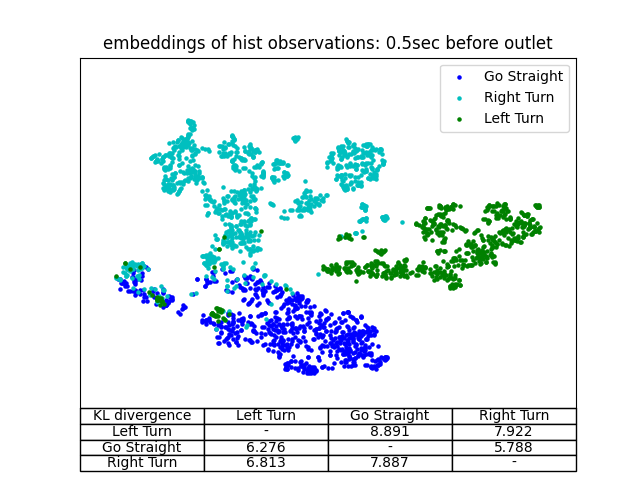 embeddings of hist observations: 0.5sec before outlet
Go Straight
Right Turn
Left Turn
KL divergence Left Turn Go Straight Right Turn
Left Turn - 8.891 7.922
Go Straight 6.276 - 5.788
Right Turn 6.813 7.887 -